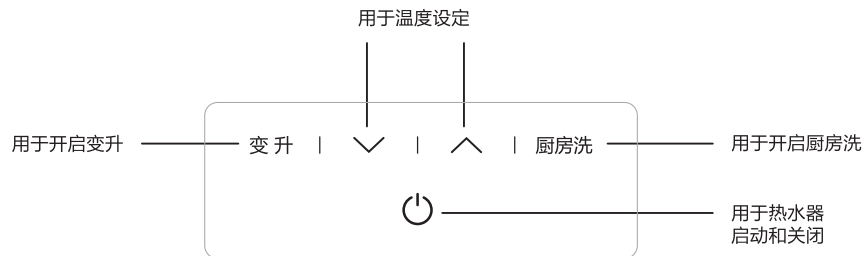 用于温度设定
用于开启变升
变 升
厨房洗
用于开启厨房洗
用于热水器
启动和关闭